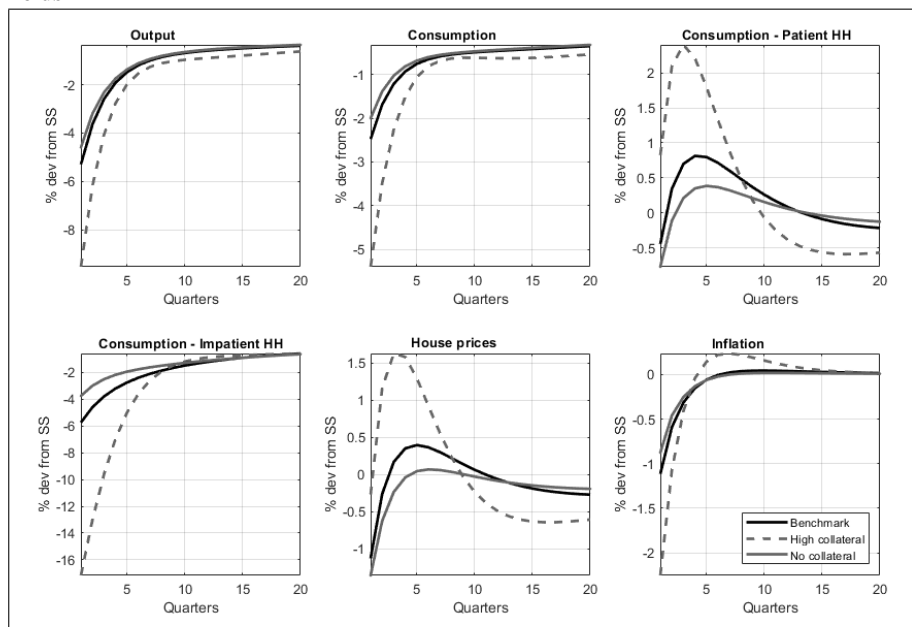 Output
Consumption
Consumption - Patient HH
% dev from SS
-2
-4
-6
-8
5
10
15
20
Quarters
% dev from SS
-1
-2
-3
-4
-5
5
10
15
20
Quarters
% dev from SS
2
1.5
1
0.5
0
-0.5
5
10
15
20
Quarters
Consumption - Impatient HH
House prices
Inflation
% dev from SS
-2
-4
-6
-8
-10
-12
-14
-16
5
10
15
20
Quarters
% dev from SS
1.5
1
0.5
0
-0.5
-1
5
10
15
20
Quarters
% dev from SS
0
-0.5
-1
-1.5
-2
5
10
15
20
Quarters
Benchmark
High collateral
No collateral